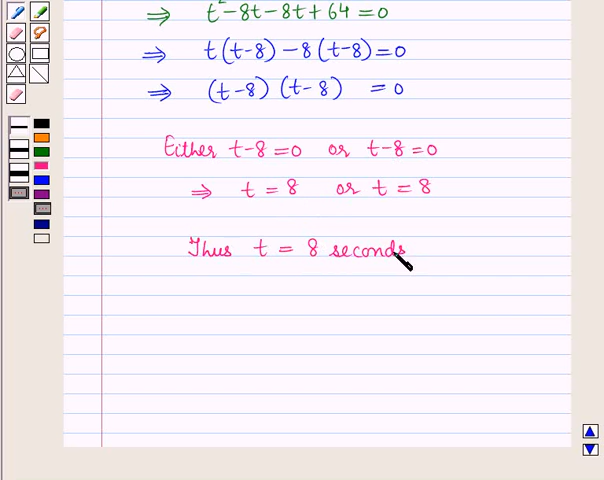 ⇒ t² - 8t - 8t + 64 = 0
⇒ t(t-8) - 8(t-8) = 0
⇒ (t-8) (t-8) = 0
Either t-8 = 0 or t-8 = 0
⇒ t = 8 or t = 8
Thus t = 8 seconds